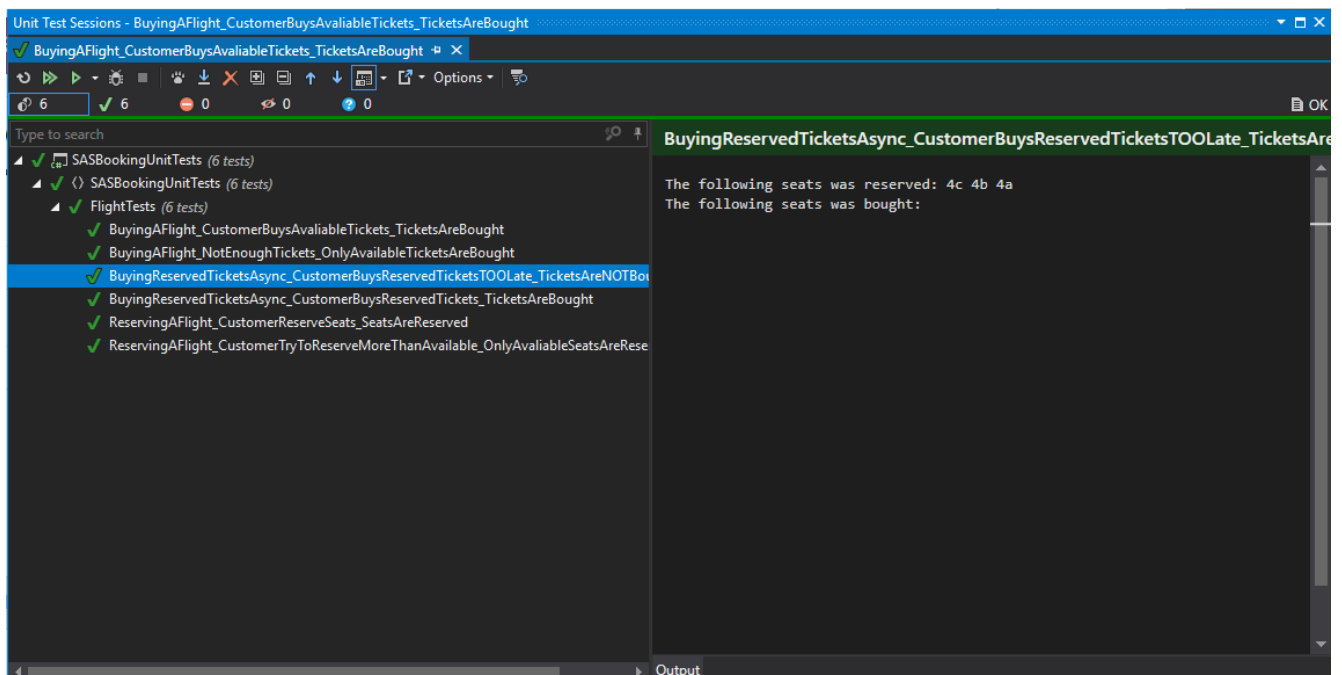 Unit Test Sessions - BuyingAFlight_CustomerBuysAvaliableTickets_TicketsAreBought
BuyingAFlight_CustomerBuysAvaliableTickets_TicketsAreBought
Options
6 6 0 0 0 OK
Type to search
SASBookingUnitTests (6 tests)
SASBookingUnitTests (6 tests)
FlightTests (6 tests)
BuyingAFlight_CustomerBuysAvaliableTickets_TicketsAreBought
BuyingAFlight_NotEnoughTickets_OnlyAvailableTicketsAreBought
BuyingReservedTicketsAsync_CustomerBuysReservedTicketsTOOLate_TicketsAreNOTBou
BuyingReservedTicketsAsync_CustomerBuysReservedTickets_TicketsAreBought
ReservingAFlight_CustomerReserveSeats_SeatsAreReserved
ReservingAFlight_CustomerTryToReserveMoreThanAvailable_OnlyAvaliableSeatsAreRese
BuyingReservedTicketsAsync_CustomerBuysReservedTicketsTOOLate_TicketsAre
The following seats was reserved: 4c 4b 4a
The following seats was bought:
Output